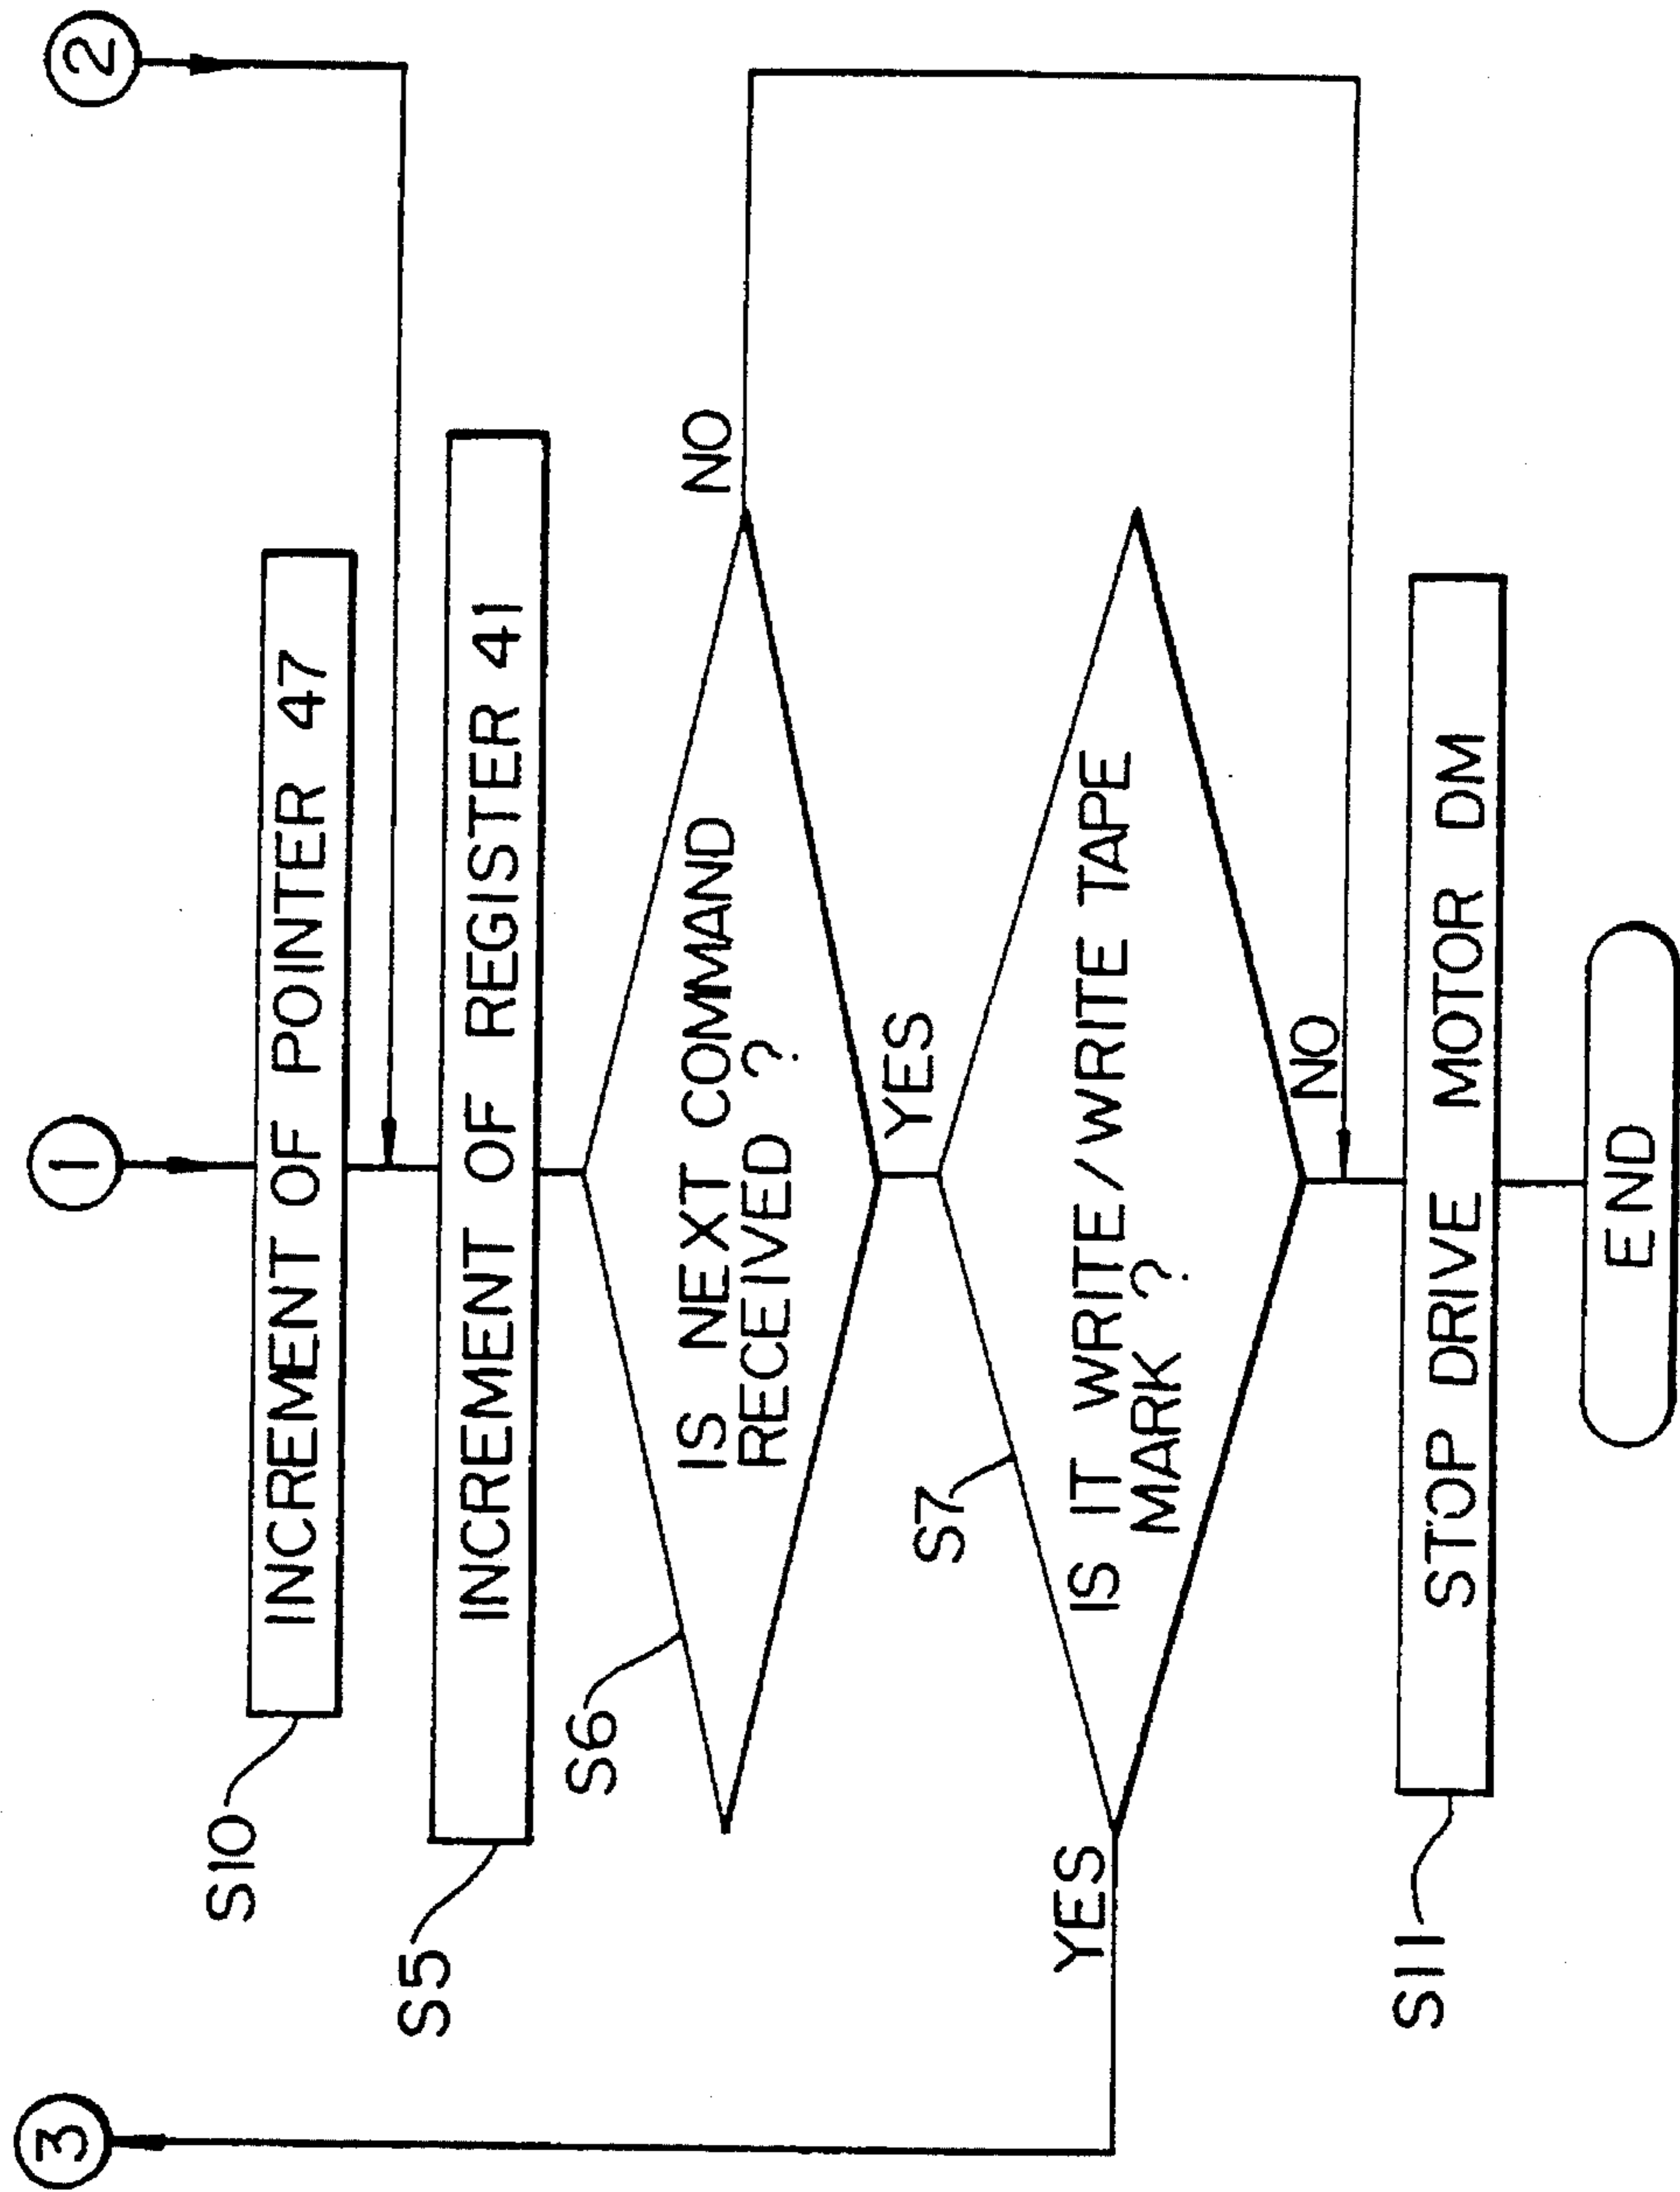 3
1
2
S10
INCREMENT OF POINTER 47
S5
INCREMENT OF REGISTER 41
S6
IS NEXT COMMAND
RECEIVED ?
NO
YES
S7
IS IT WRITE/WRITE TAPE
MARK ?
YES
NO
S11
STOP DRIVE MOTOR DM
END